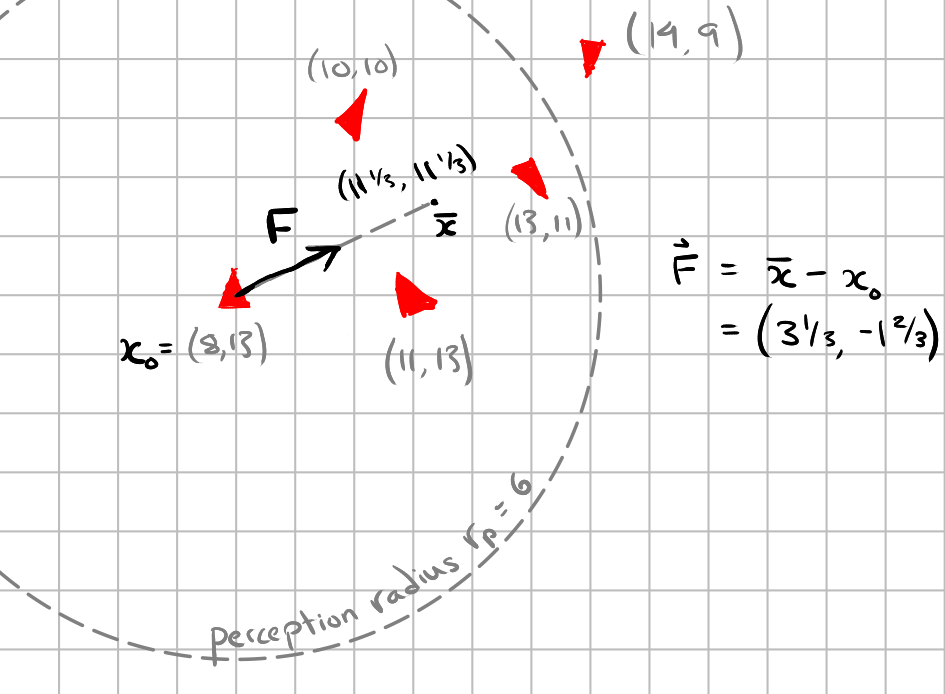 (14, 9)
(10, 10)
(11 1/3, 11 1/3)
F
x̄
(13, 11)
F⃗ = x̄ - x₀
= (3 1/3, -1 2/3)
x₀ = (8, 13)
(11, 13)
perception radius rₚ = 6